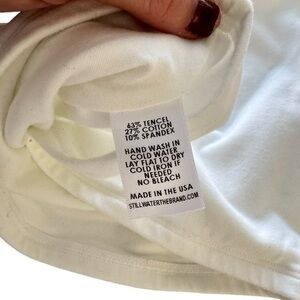 63% TENCEL
27% COTTON
10% SPANDEX
HAND WASH IN
COLD WATER
LAY FLAT TO DRY
COLD IRON IF
NEEDED
NO BLEACH
MADE IN THE USA
STILLWATERTHEBRAND.COM